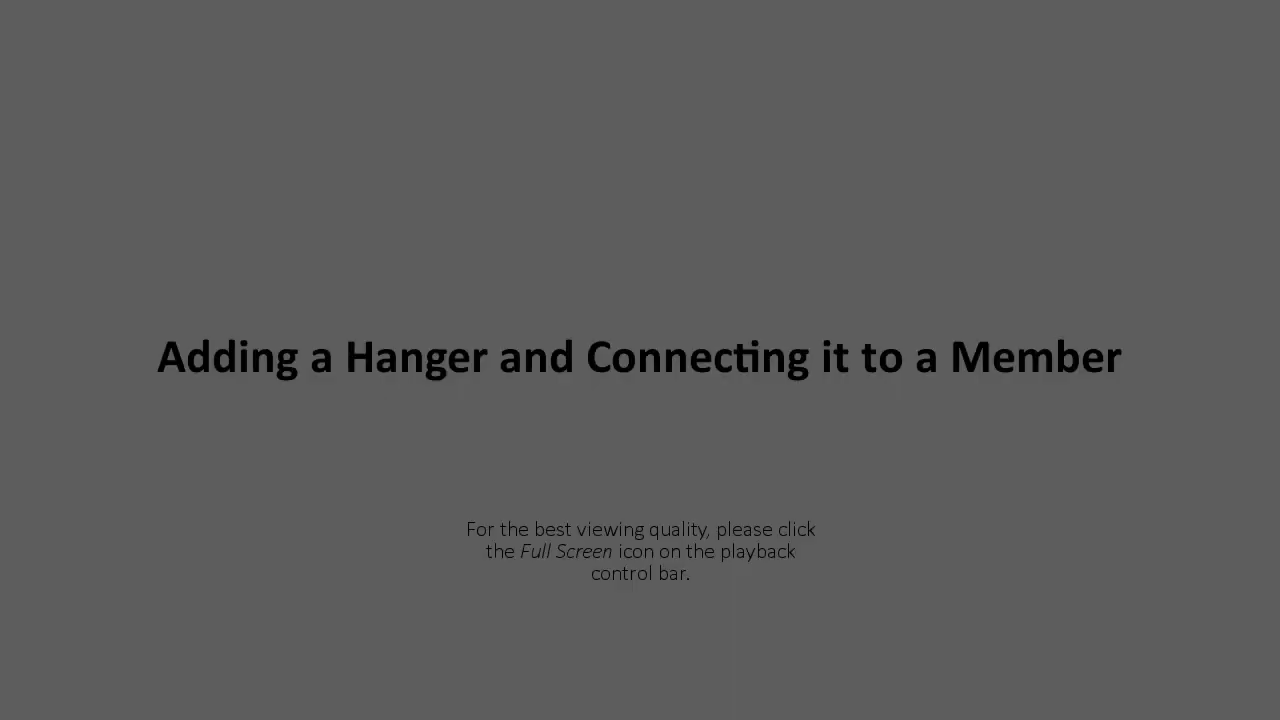 Adding a Hanger and Connecting it to a Member
For the best viewing quality, please click
the Full Screen icon on the playback
control bar.